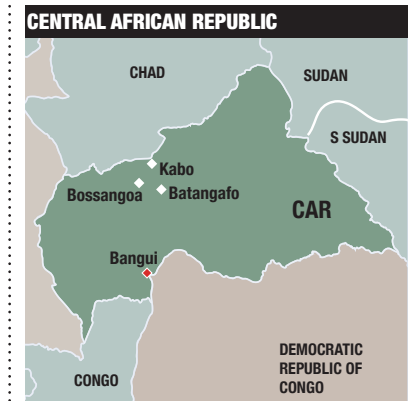 CENTRAL AFRICAN REPUBLIC
CHAD
SUDAN
S SUDAN
Kabo
Bossangoa
Batangafo
CAR
Bangui
DEMOCRATIC
REPUBLIC OF
CONGO
CONGO